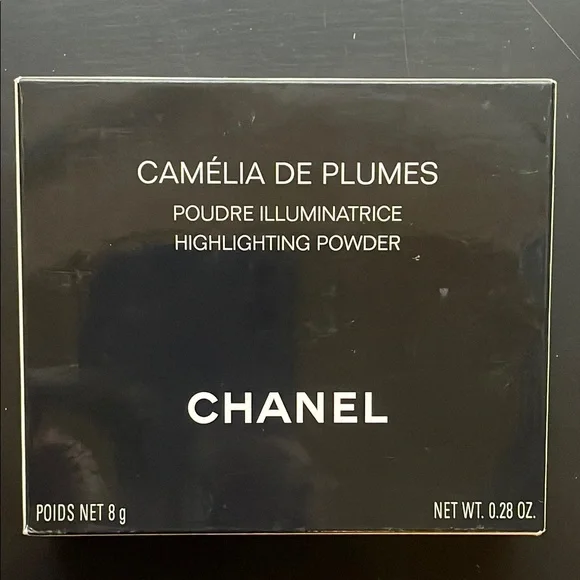 CAMÉLIA DE PLUMES
POUDRE ILLUMINATRICE
HIGHLIGHTING POWDER
CHANEL
POIDS NET 8 g
NET WT. 0.28 OZ.